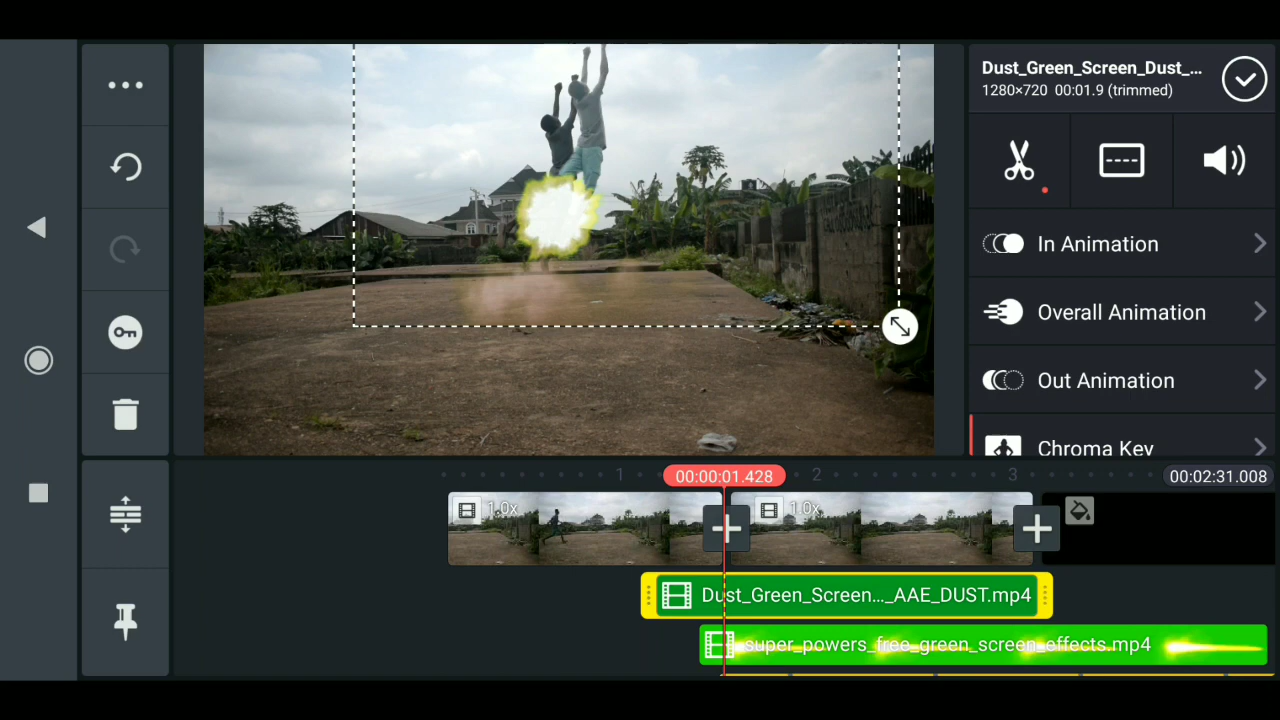 Dust_Green_Screen_Dust_...
1280×720 00:01.9 (trimmed)
In Animation
Overall Animation
Out Animation
Chroma Key
1
00:00:01.428
2
3
00:02:31.008
1.0x
1.0x
Dust_Green_Screen..._AAE_DUST.mp4
super_powers_free_green_screen_effects.mp4